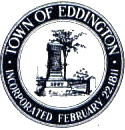 TOWN OF EDDINGTON
INCORPORATED FEBRUARY 22, 1811